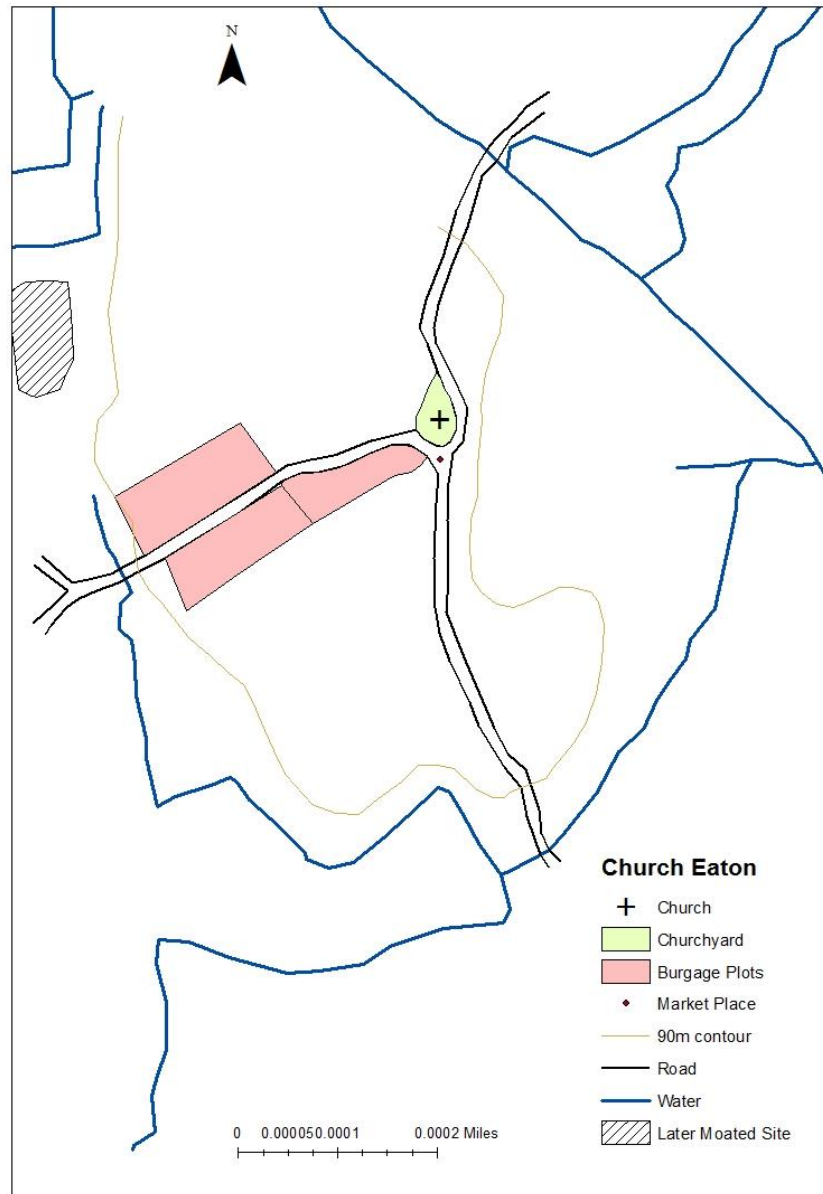 N
Church Eaton
Church
Churchyard
Burgage Plots
Market Place
90m contour
Road
Water
Later Moated Site
0 0.000050.0001 0.0002 Miles